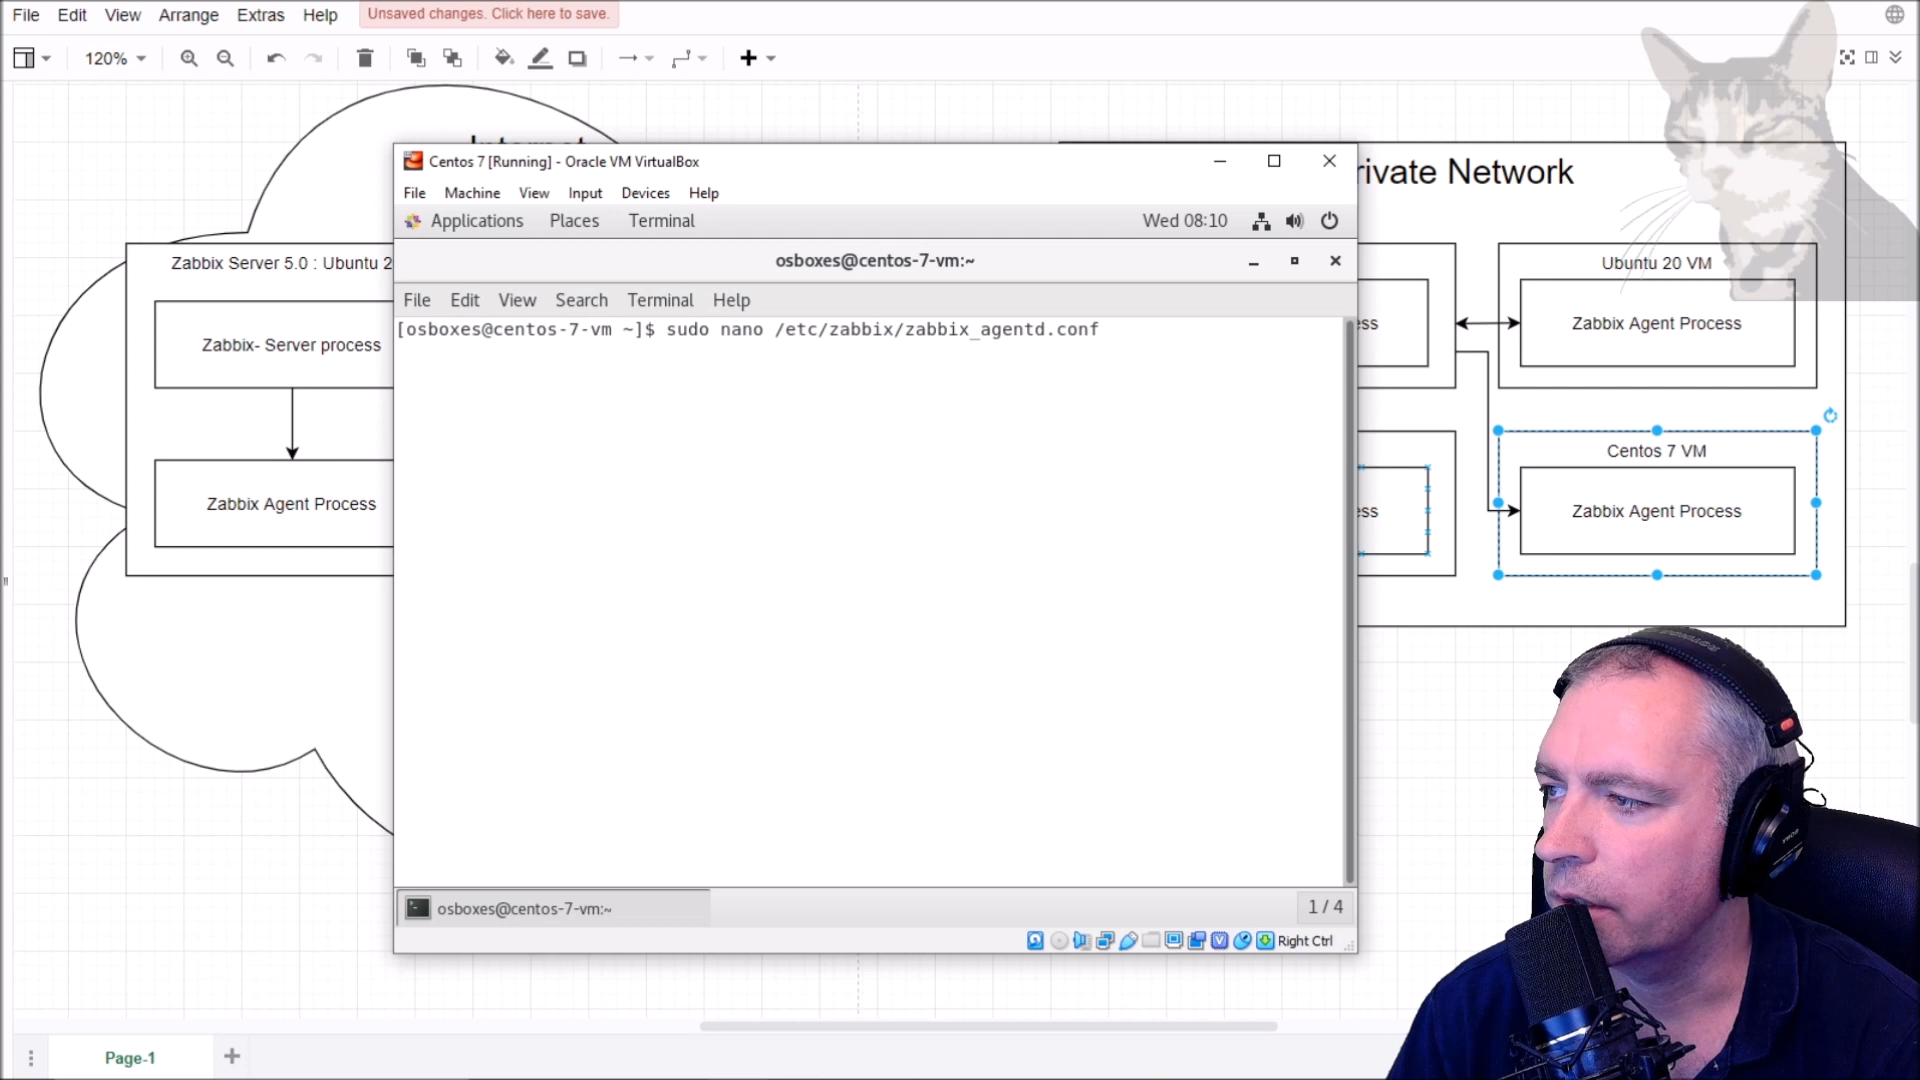 File Edit View Arrange Extras Help Unsaved changes. Click here to save.
120%
Internet
Centos 7 [Running] - Oracle VM VirtualBox
File Machine View Input Devices Help
Applications Places Terminal Wed 08:10
osboxes@centos-7-vm:~
File Edit View Search Terminal Help
[osboxes@centos-7-vm ~]$ sudo nano /etc/zabbix/zabbix_agentd.conf
osboxes@centos-7-vm:~ 1 / 4
Right Ctrl
Zabbix Server 5.0 : Ubuntu 2
Zabbix- Server process
Zabbix Agent Process
rivate Network
ess
Ubuntu 20 VM
Zabbix Agent Process
ess
Centos 7 VM
Zabbix Agent Process
Page-1